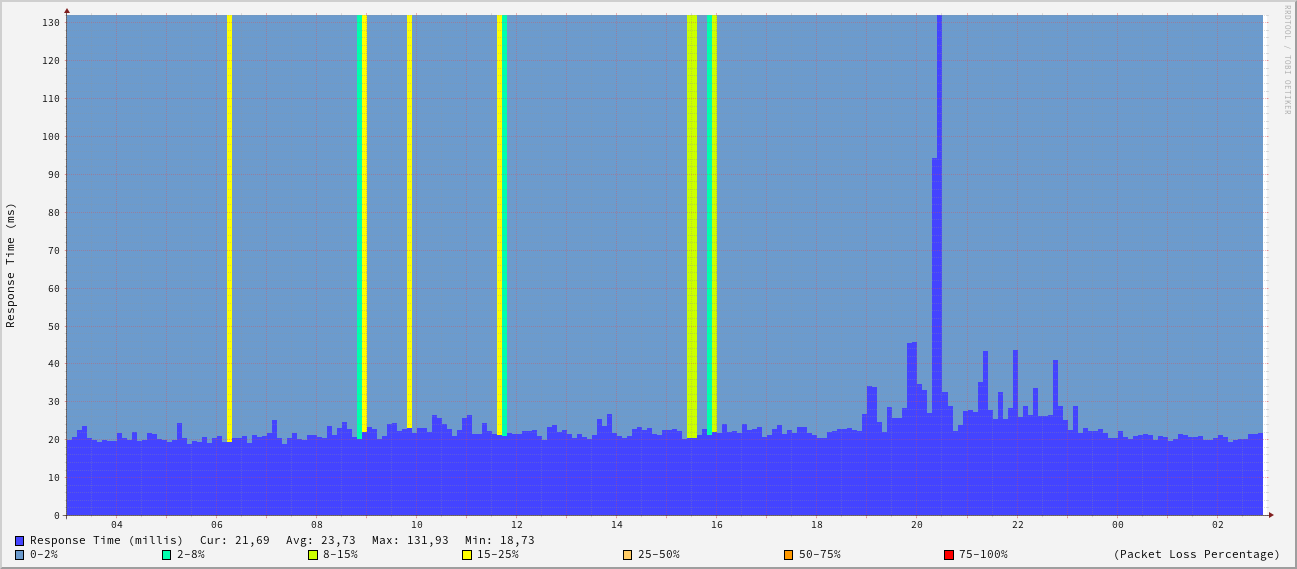 RRDTOOL / TOBI OETIKER
Response Time (ms)
130
120
110
100
90
80
70
60
50
40
30
20
10
0
04 06 08 10 12 14 16 18 20 22 00 02
Response Time (millis) Cur: 21,69 Avg: 23,73 Max: 131,93 Min: 18,73
0-2% 2-8% 8-15% 15-25% 25-50% 50-75% 75-100% (Packet Loss Percentage)